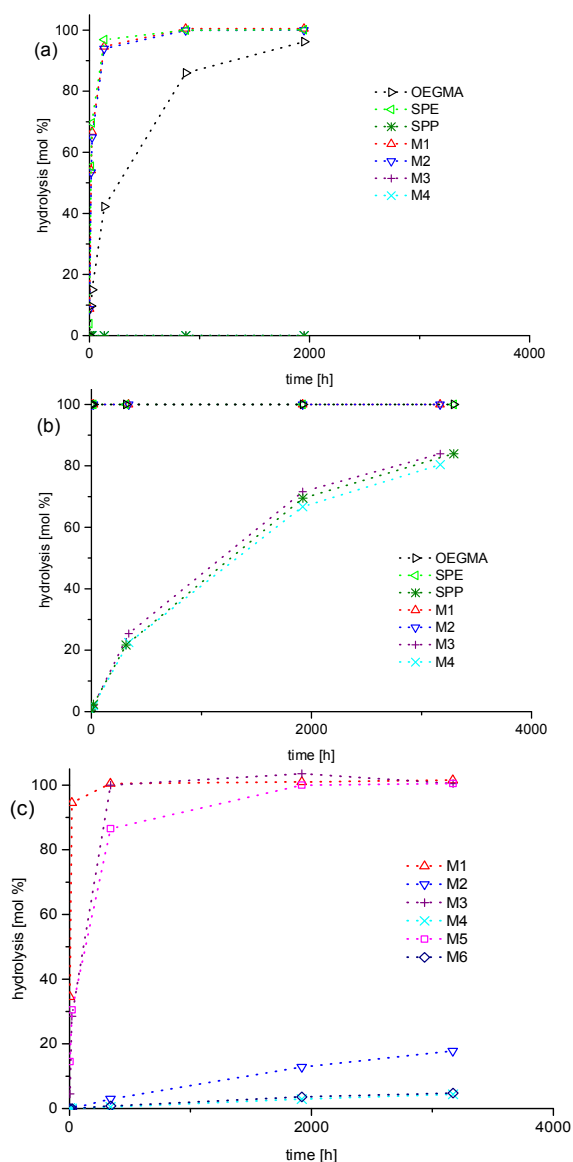 (a)
100
80
60
40
20
0
hydrolysis [mol %]
OEGMA
SPE
SPP
M1
M2
M3
M4
0
2000
4000
time [h]
(b)
100
80
60
40
20
0
hydrolysis [mol %]
OEGMA
SPE
SPP
M1
M2
M3
M4
0
2000
4000
time [h]
(c)
100
80
60
40
20
0
hydrolysis [mol %]
M1
M2
M3
M4
M5
M6
0
2000
4000
time [h]